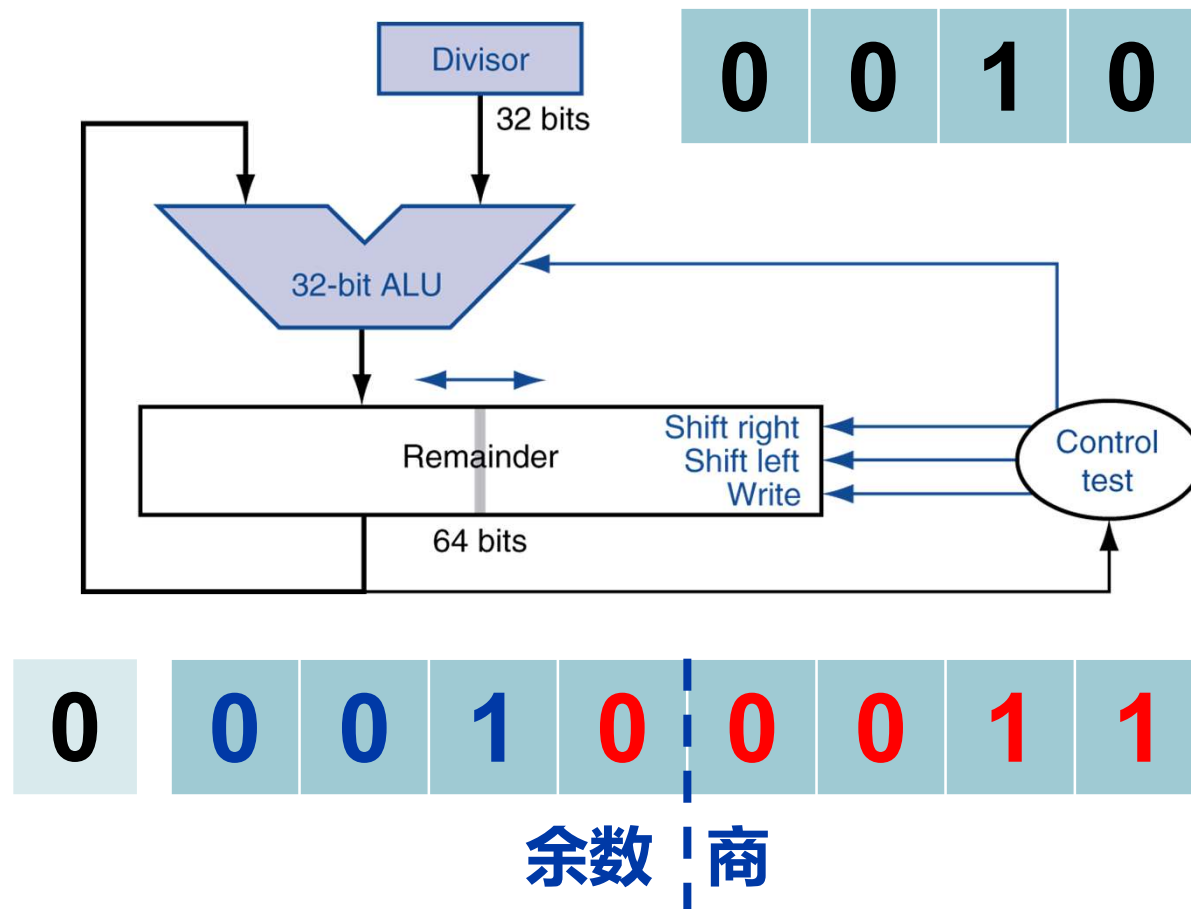 Divisor
0 0 1 0
32 bits
32-bit ALU
Remainder
Shift right
Shift left
Write
Control
test
64 bits
0 0 0 1 0 0 0 1 1
余数 商